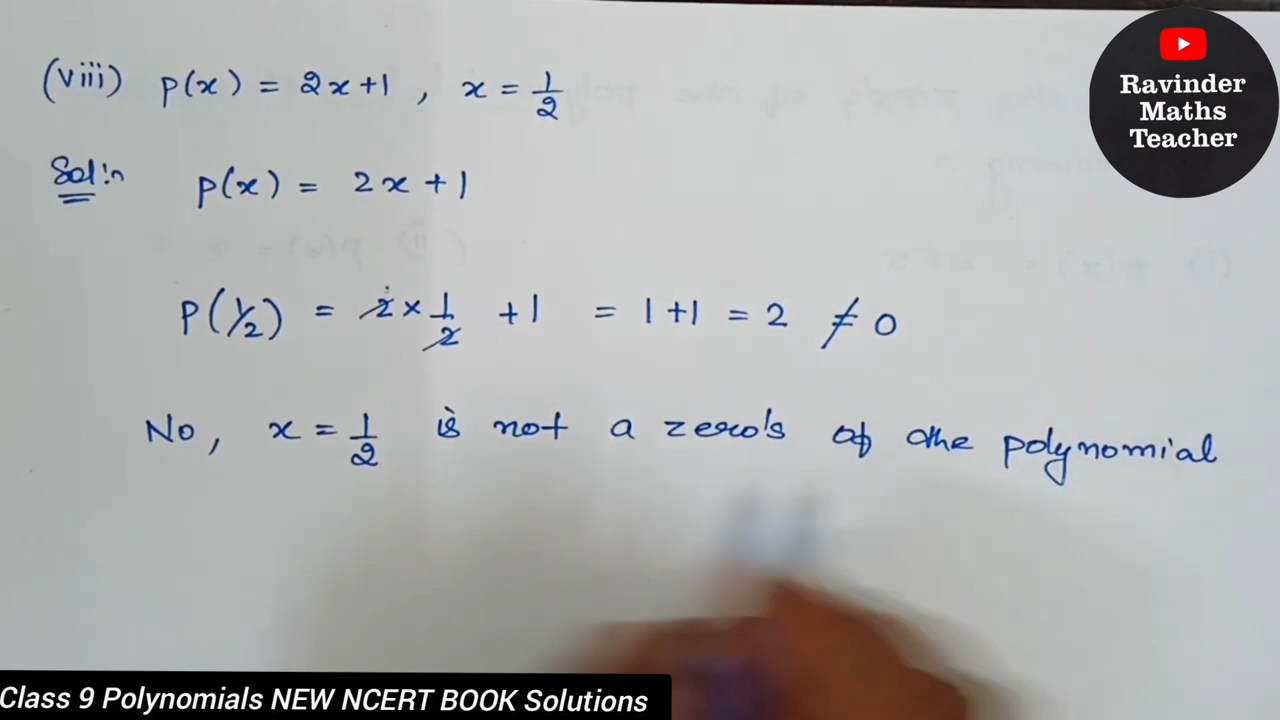 (viii) p(x) = 2x+1 , x = 1/2
Sol:n p(x) = 2x + 1
P(1/2) = 2 × 1/2 + 1 = 1+1 = 2 ≠ 0
No, x = 1/2 is not a zero's of the polynomial
Ravinder
Maths
Teacher
Class 9 Polynomials NEW NCERT BOOK Solutions